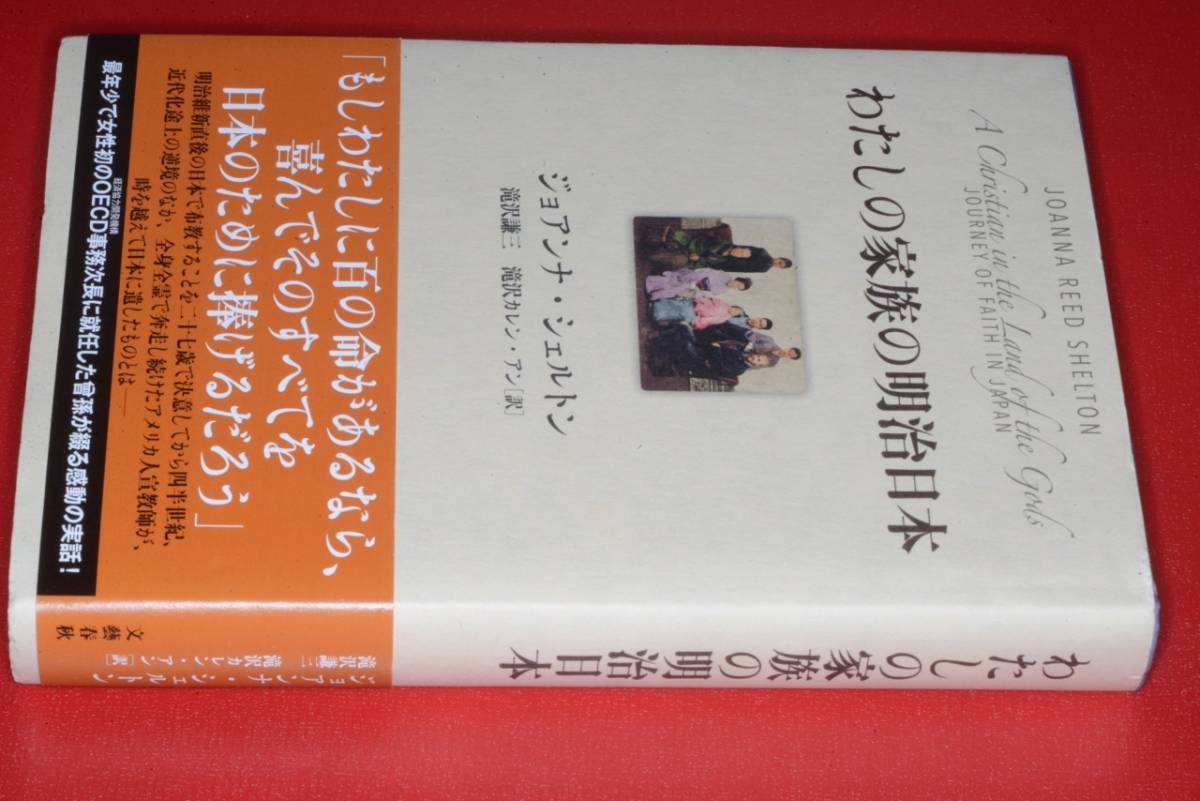 JOANNA REED SHELTON
A Christian in the Land of the Gods
JOURNEY OF FAITH IN JAPAN
わたしの家族の明治日本
ジョアンナ・シェルトン
滝沢謙三 滝沢カレン・アン[訳]
「もしわたしに百の命があるなら、
喜んでそのすべてを
日本のために捧げるだろう」
明治維新直後の日本で布教することを二十七歳で決意してから四半世紀、
近代化途上の逆境のなか、全身全霊で奔走し続けたアメリカ人宣教師が、
時を越えて日本に遺したものとは——
経済協力開発機構
最年少で女性初のOECD事務次長に就任した曾孫が綴る感動の実話!
わたしの家族の明治日本
ジョアンナ・シェルトン
滝沢謙三 滝沢カレン・アン[訳]
文藝春秋